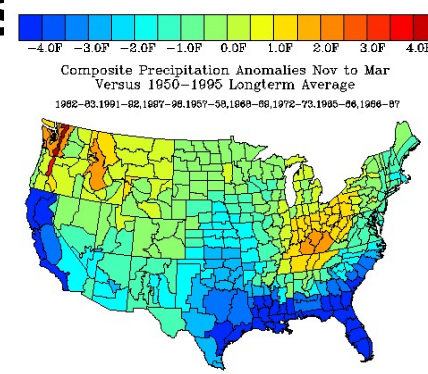 −4.0F −3.0F −2.0F −1.0F 0.0F 1.0F 2.0F 3.0F 4.0F
Composite Precipitation Anomalies Nov to Mar
Versus 1950−1995 Longterm Average
1982−83,1991−92,1997−98,1957−58,1968−69,1972−73,1965−66,1986−87